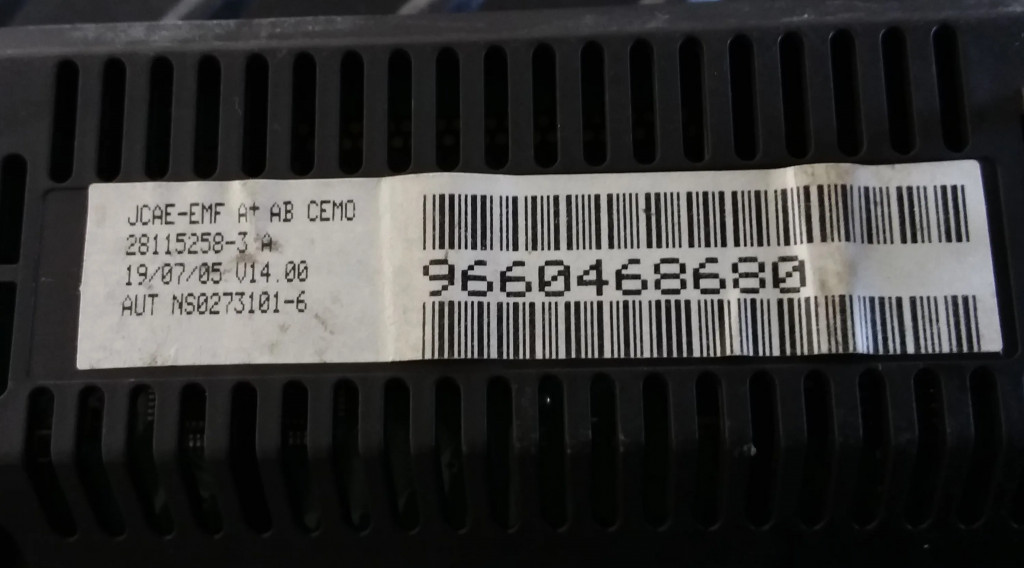 JCAE-EMF A+ AB CEMO
28115258-3 A
19/07/05 V14.00
AUT NS0273101-6
9660468680